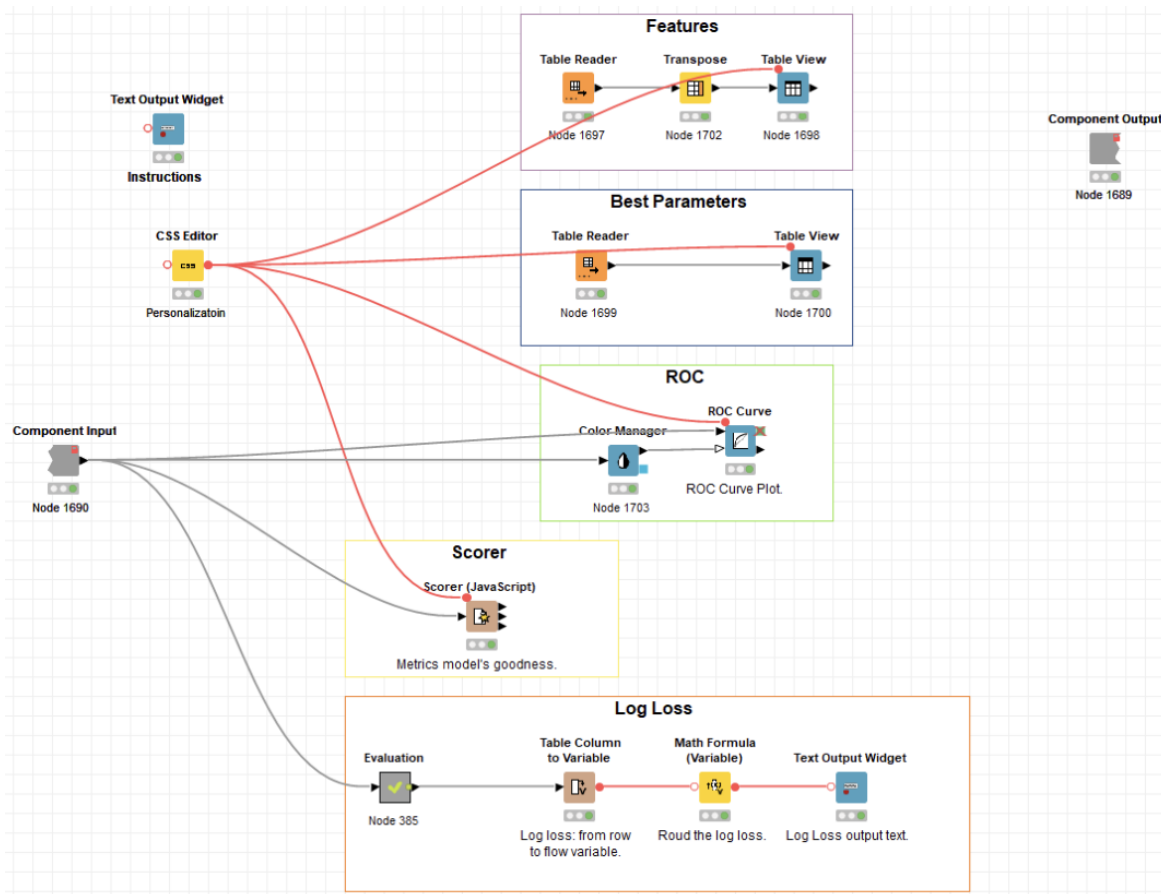 Features
Table Reader
Transpose
Table View
Node 1697
Node 1702
Node 1698
Text Output Widget
Instructions
Component Output
Node 1689
Best Parameters
Table Reader
Table View
Node 1699
Node 1700
CSS Editor
css
Personalizatoin
ROC
ROC Curve
Color Manager
ROC Curve Plot.
Node 1703
Component Input
Node 1690
Scorer
Scorer (JavaScript)
Metrics model's goodness.
Log Loss
Evaluation
Node 385
Table Column
to Variable
Log loss: from row
to flow variable.
Math Formula
(Variable)
Roud the log loss.
Text Output Widget
Log Loss output text.